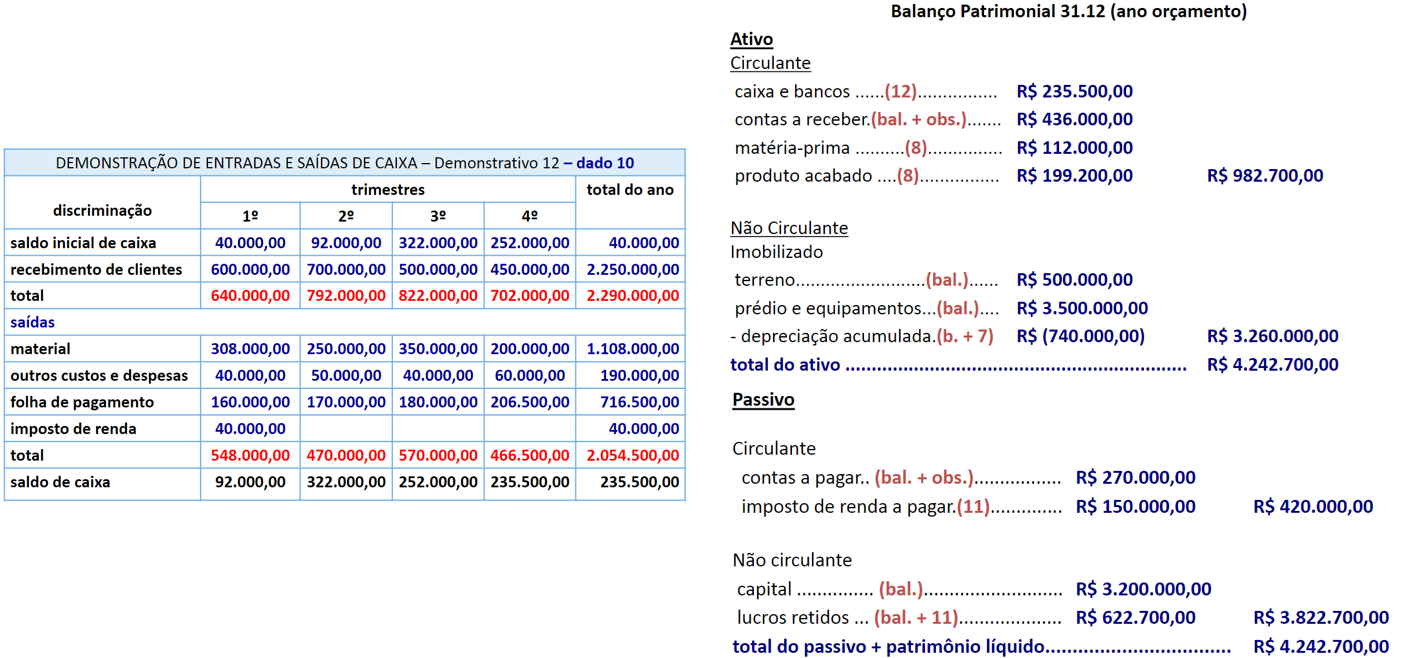 DEMONSTRAÇÃO DE ENTRADAS E SAÍDAS DE CAIXA – Demonstrativo 12 – dado 10
discriminação trimestres total do ano
1º 2º 3º 4º
saldo inicial de caixa 40.000,00 92.000,00 322.000,00 252.000,00 40.000,00
recebimento de clientes 600.000,00 700.000,00 500.000,00 450.000,00 2.250.000,00
total 640.000,00 792.000,00 822.000,00 702.000,00 2.290.000,00
saídas
material 308.000,00 250.000,00 350.000,00 200.000,00 1.108.000,00
outros custos e despesas 40.000,00 50.000,00 40.000,00 60.000,00 190.000,00
folha de pagamento 160.000,00 170.000,00 180.000,00 206.500,00 716.500,00
imposto de renda 40.000,00 40.000,00
total 548.000,00 470.000,00 570.000,00 466.500,00 2.054.500,00
saldo de caixa 92.000,00 322.000,00 252.000,00 235.500,00 235.500,00
Balanço Patrimonial 31.12 (ano orçamento)
Ativo
Circulante
caixa e bancos ......(12)................ R$ 235.500,00
contas a receber.(bal. + obs.)....... R$ 436.000,00
matéria-prima ..........(8)............... R$ 112.000,00
produto acabado ....(8)................ R$ 199.200,00 R$ 982.700,00
Não Circulante
Imobilizado
terreno..........................(bal.)...... R$ 500.000,00
prédio e equipamentos...(bal.).... R$ 3.500.000,00
- depreciação acumulada.(b. + 7) R$ (740.000,00) R$ 3.260.000,00
total do ativo .................................................................. R$ 4.242.700,00
Passivo
Circulante
contas a pagar.. (bal. + obs.)................. R$ 270.000,00
imposto de renda a pagar.(11).............. R$ 150.000,00 R$ 420.000,00
Não circulante
capital ............... (bal.)........................... R$ 3.200.000,00
lucros retidos ... (bal. + 11).................... R$ 622.700,00 R$ 3.822.700,00
total do passivo + patrimônio líquido.................................. R$ 4.242.700,00